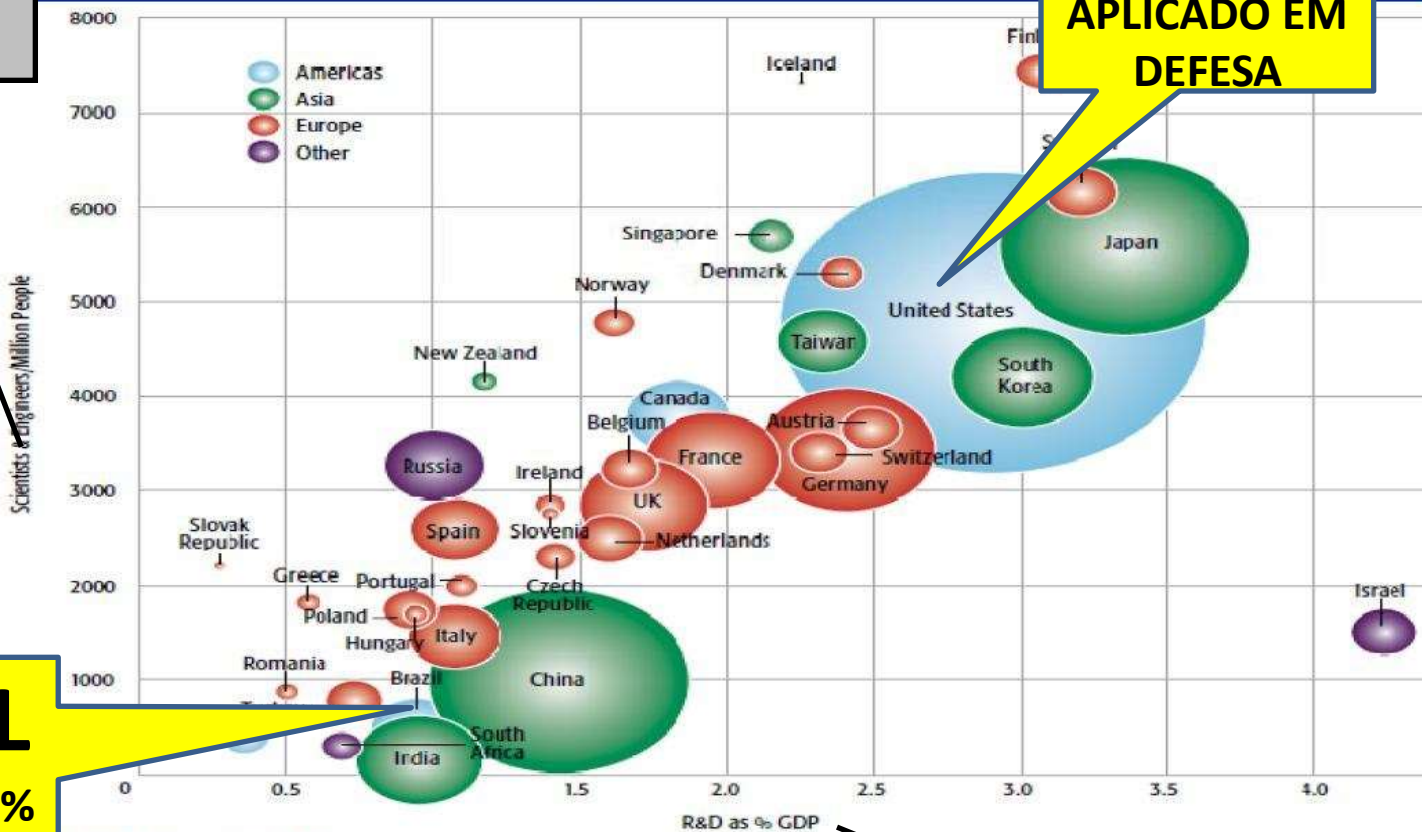 APLICADO EM
DEFESA
8000
7000
6000
5000
4000
3000
2000
1000
Scientists & Engineers/Million People
Americas
Asia
Europe
Other
Iceland
Singapore
Denmark
Norway
Japan
United States
New Zealand
Taiwan
South
Korea
Canada
Belgium
Austria
Russia
Ireland
France
Switzerland
Germany
UK
Slovak
Republic
Spain
Slovenia
Netherlands
Greece
Portugal
Czech
Republic
Israel
Poland
Hungary
Italy
Romania
Brazil
China
South
Africa
India
1
%
0
0.5
1.5
2.0
2.5
3.0
3.5
4.0
R&D as % GDP